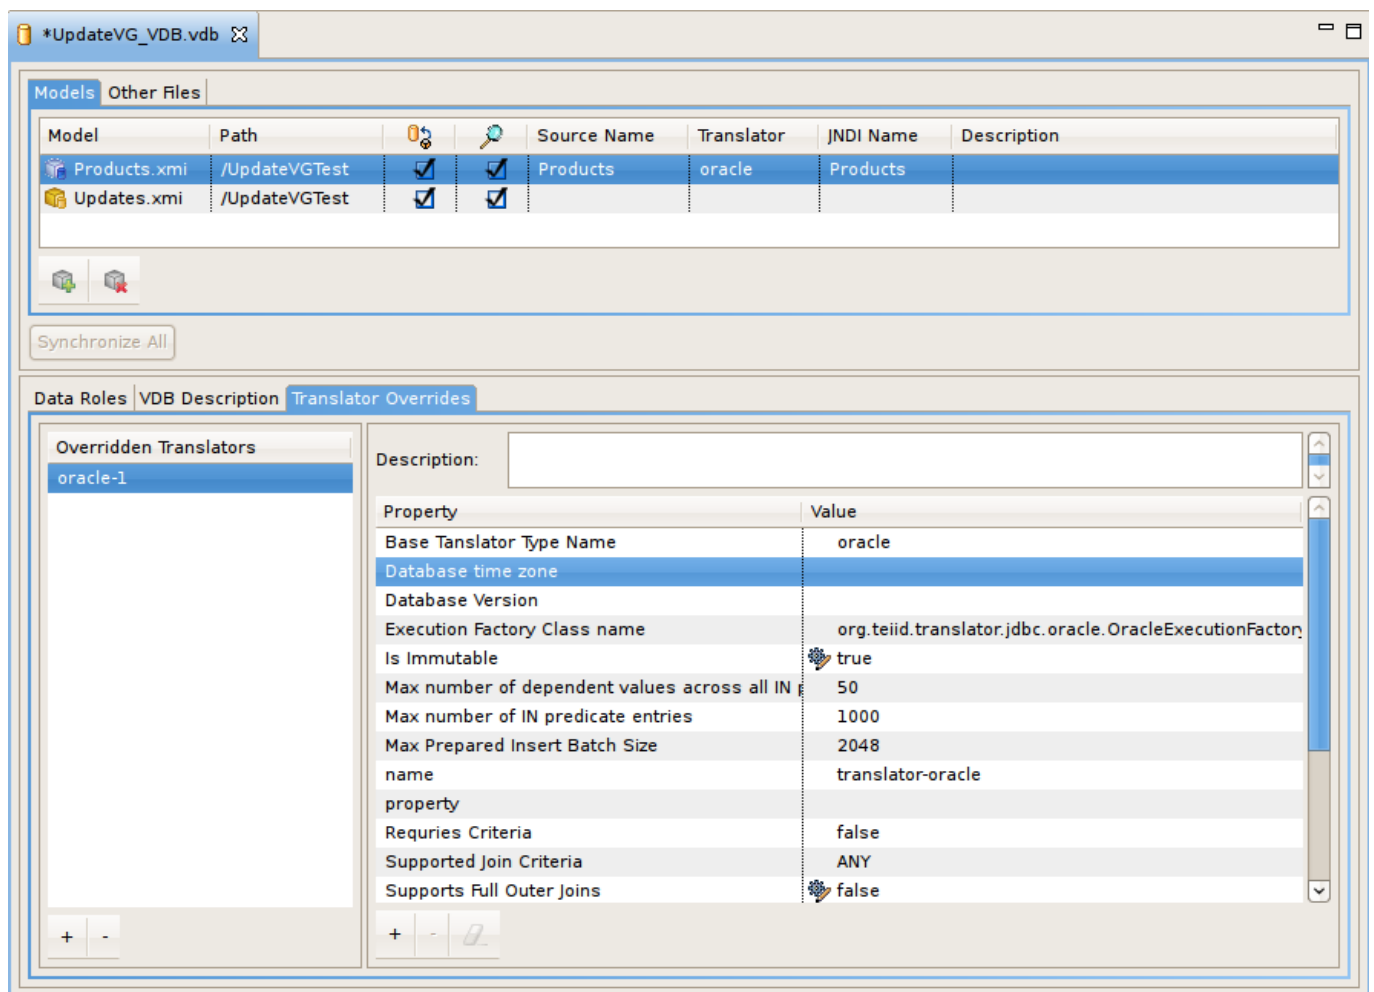 *UpdateVG_VDB.vdb
Models Other Files
Model Path Source Name Translator JNDI Name Description
Products.xmi /UpdateVGTest Products oracle Products
Updates.xmi /UpdateVGTest
Synchronize All
Data Roles VDB Description Translator Overrides
Overridden Translators
oracle-1
Description:
Property Value
Base Tanslator Type Name oracle
Database time zone
Database Version
Execution Factory Class name org.teiid.translator.jdbc.oracle.OracleExecutionFactory
Is Immutable true
Max number of dependent values across all IN p 50
Max number of IN predicate entries 1000
Max Prepared Insert Batch Size 2048
name translator-oracle
property
Requries Criteria false
Supported Join Criteria ANY
Supports Full Outer Joins false
+ -
+ -